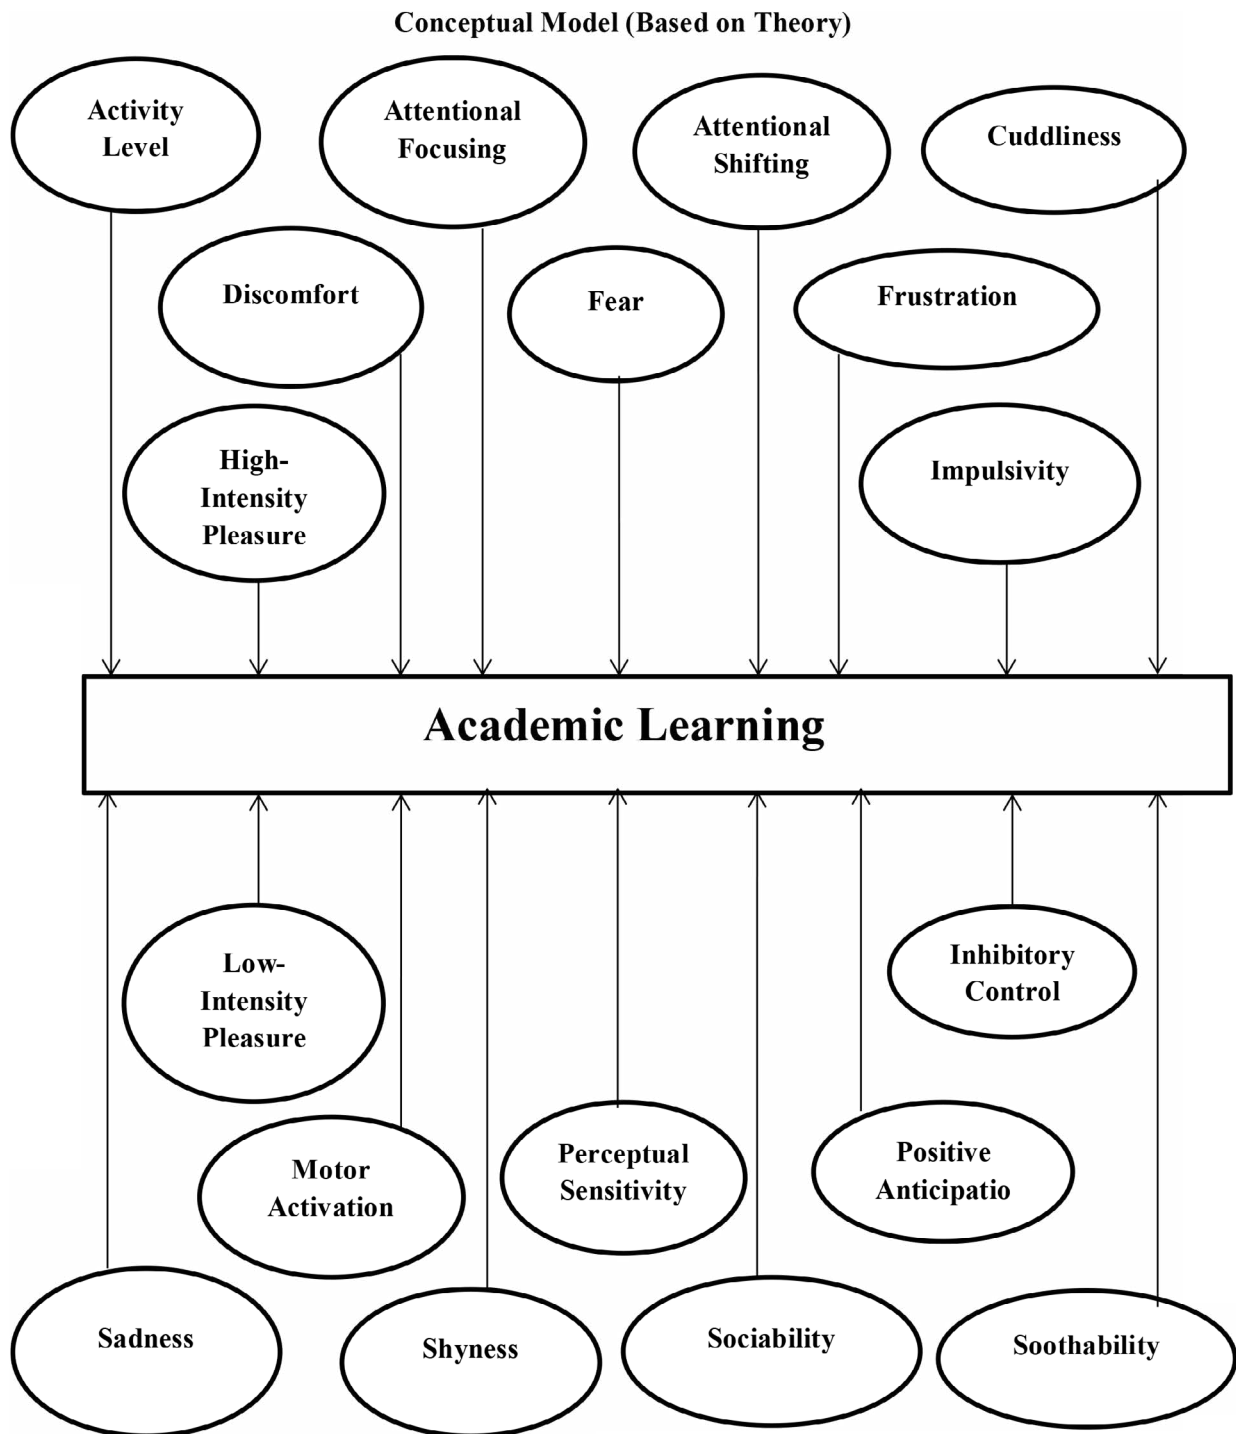 Conceptual Model (Based on Theory)
Activity
Level
Attentional
Focusing
Attentional
Shifting
Cuddliness
Discomfort
Fear
Frustration
High-
Intensity
Pleasure
Impulsivity
Academic Learning
Low-
Intensity
Pleasure
Inhibitory
Control
Motor
Activation
Perceptual
Sensitivity
Positive
Anticipatio
Sadness
Shyness
Sociability
Soothability